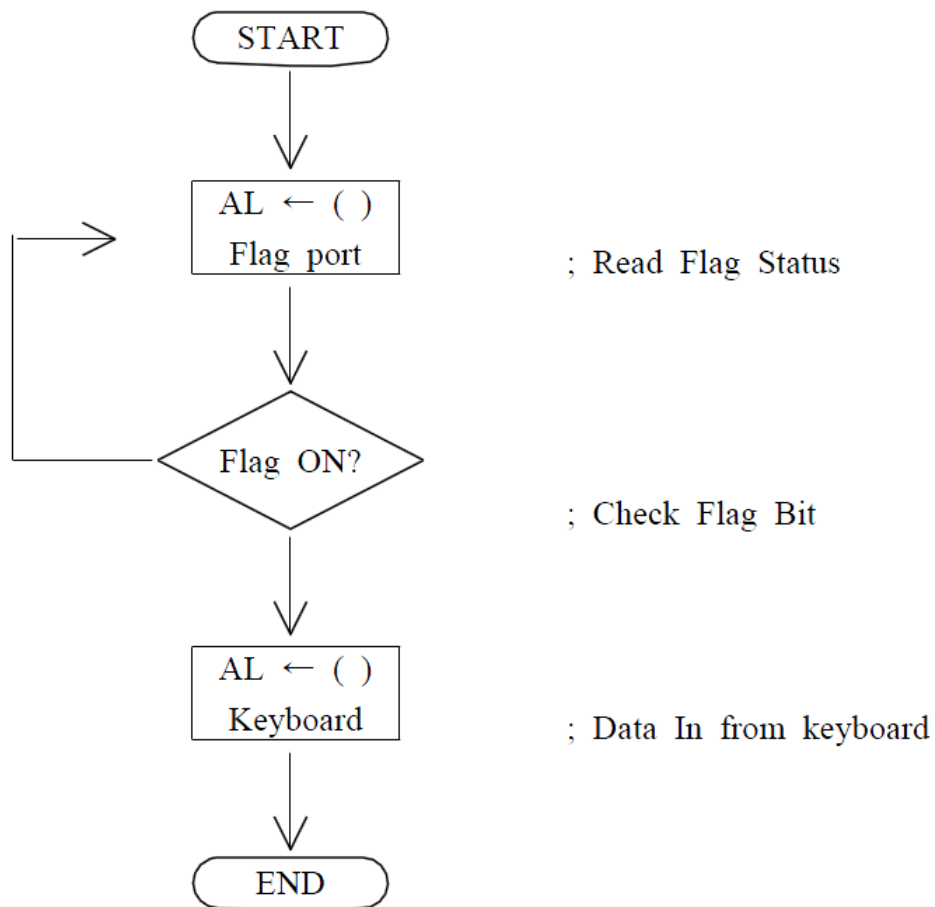 START
AL ← ( )
Flag port
; Read Flag Status
Flag ON?
; Check Flag Bit
AL ← ( )
Keyboard
; Data In from keyboard
END